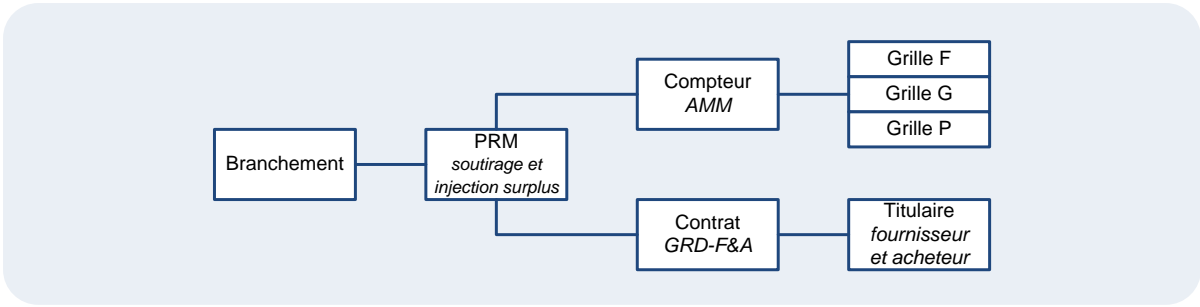 Branchement
PRM
soutirage et
injection surplus
Compteur
AMM
Grille F
Grille G
Grille P
Contrat
GRD-F&A
Titulaire
fournisseur
et acheteur